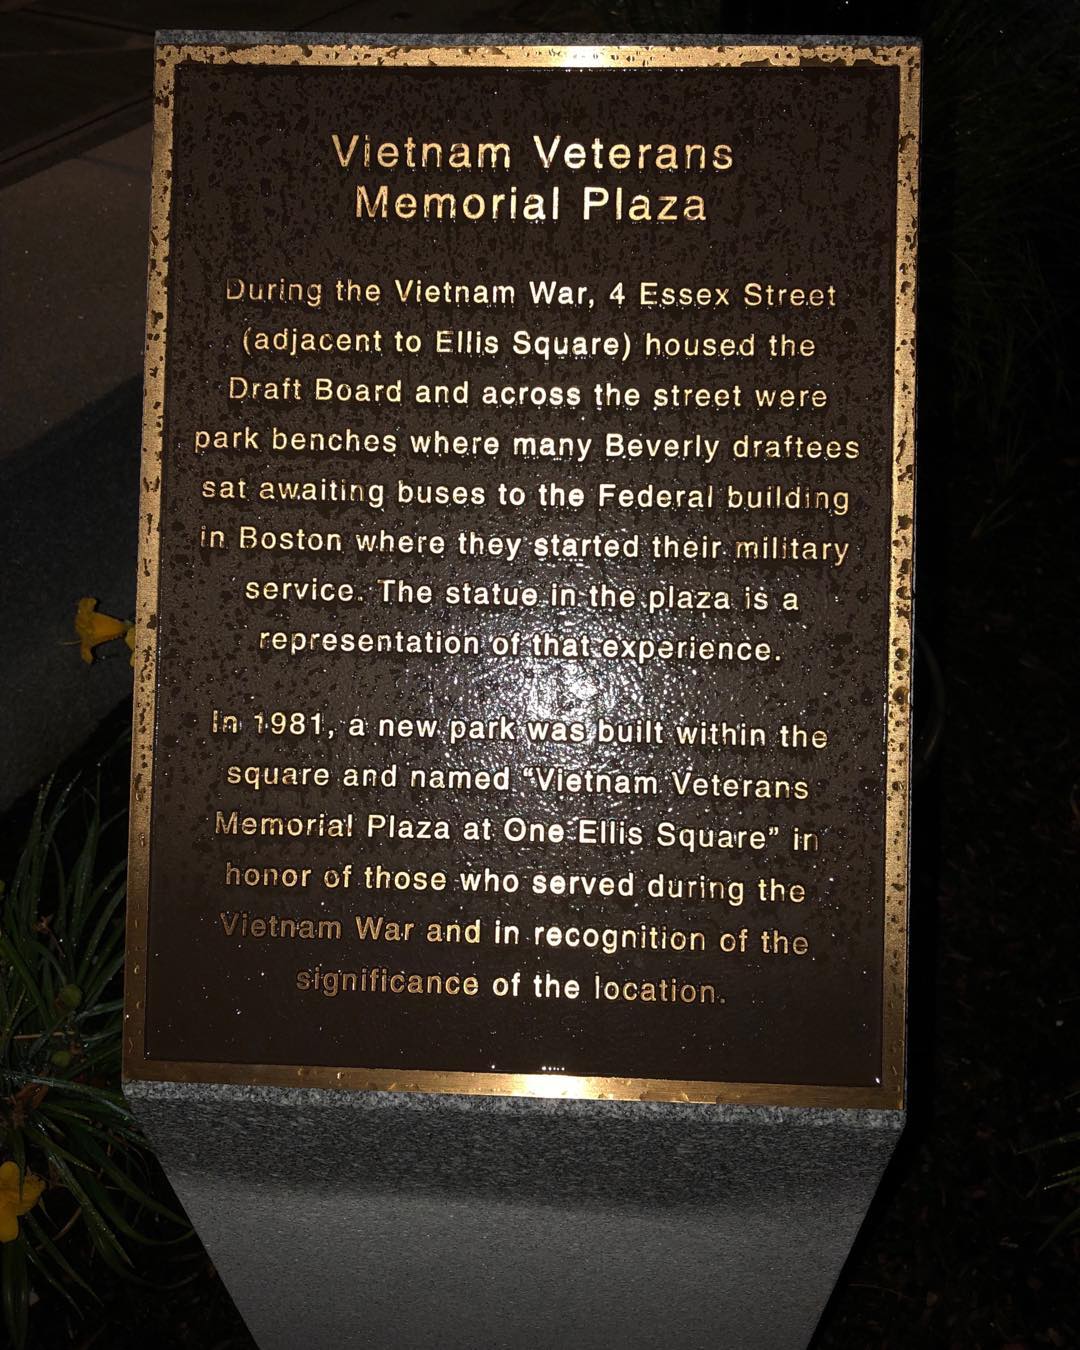 Vietnam Veterans
Memorial Plaza
During the Vietnam War, 4 Essex Street
(adjacent to Ellis Square) housed the
Draft Board and across the street were
park benches where many Beverly draftees
sat awaiting buses to the Federal building
in Boston where they started their military
service. The statue in the plaza is a
representation of that experience.
In 1981, a new park was built within the
square and named “Vietnam Veterans
Memorial Plaza at One Ellis Square” in
honor of those who served during the
Vietnam War and in recognition of the
significance of the location.